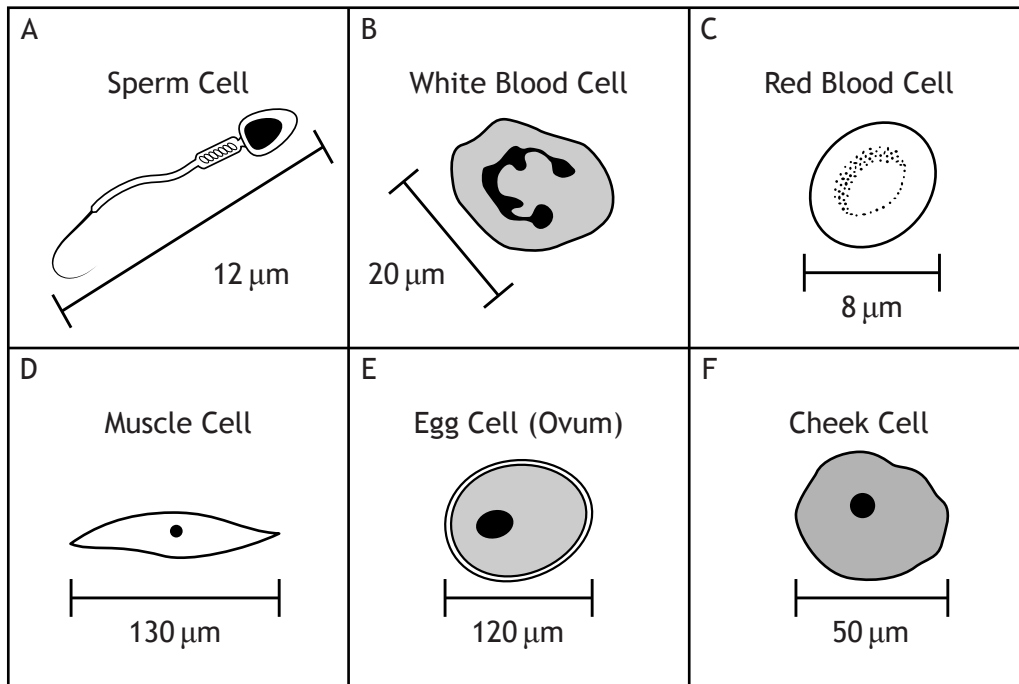 A
Sperm Cell
12 μm
B
White Blood Cell
20 μm
C
Red Blood Cell
8 μm
D
Muscle Cell
130 μm
E
Egg Cell (Ovum)
120 μm
F
Cheek Cell
50 μm